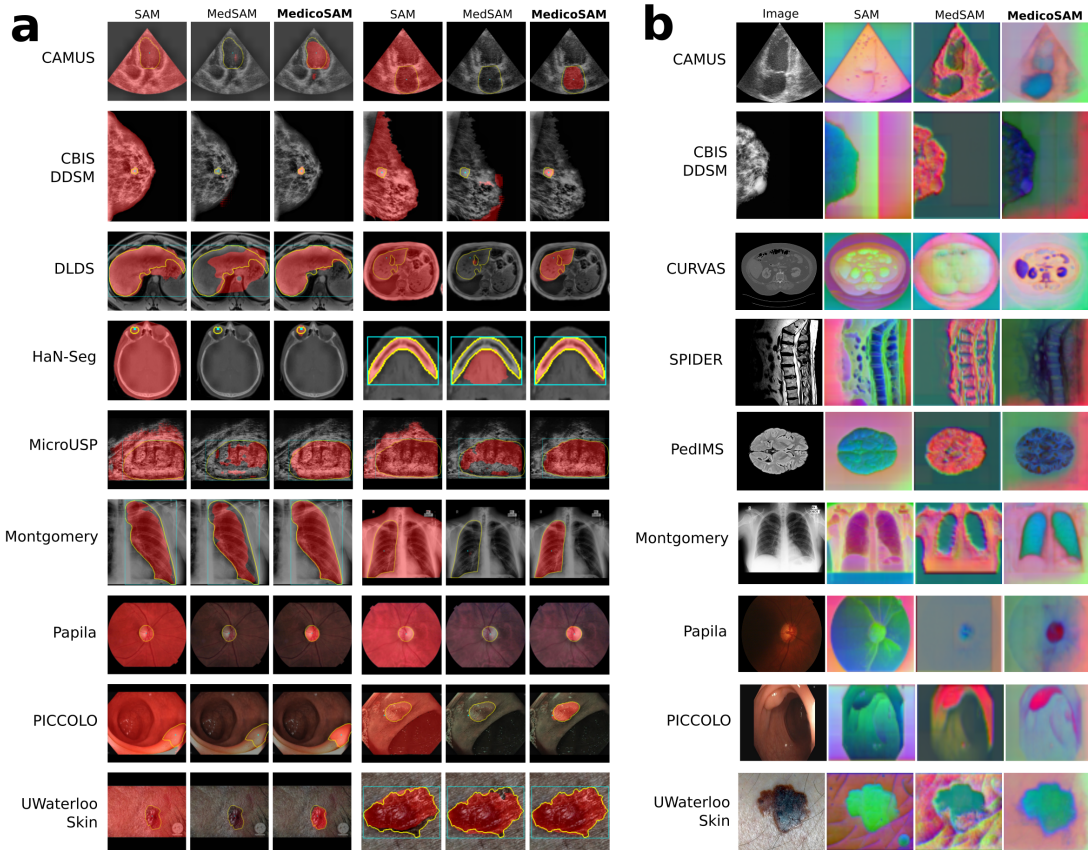 a
SAM MedSAM MedicoSAM SAM MedSAM MedicoSAM
CAMUS
CBIS
DDSM
DLDS
HaN-Seg
MicroUSP
Montgomery
Papila
PICCOLO
UWaterloo
Skin
b
Image SAM MedSAM MedicoSAM
CAMUS
CBIS
DDSM
CURVAS
SPIDER
PedIMS
Montgomery
Papila
PICCOLO
UWaterloo
Skin